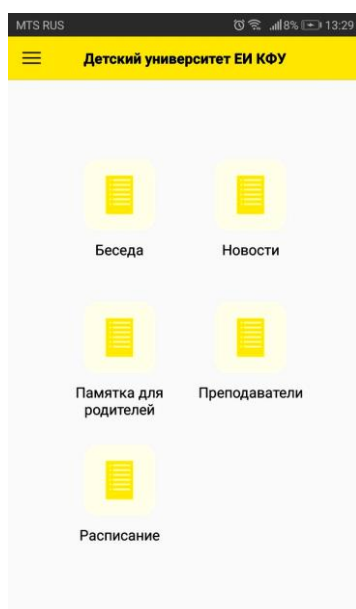 MTS RUS 8% 13:29
Детский университет ЕИ КФУ
Беседа Новости
Памятка для Преподаватели
родителей
Расписание